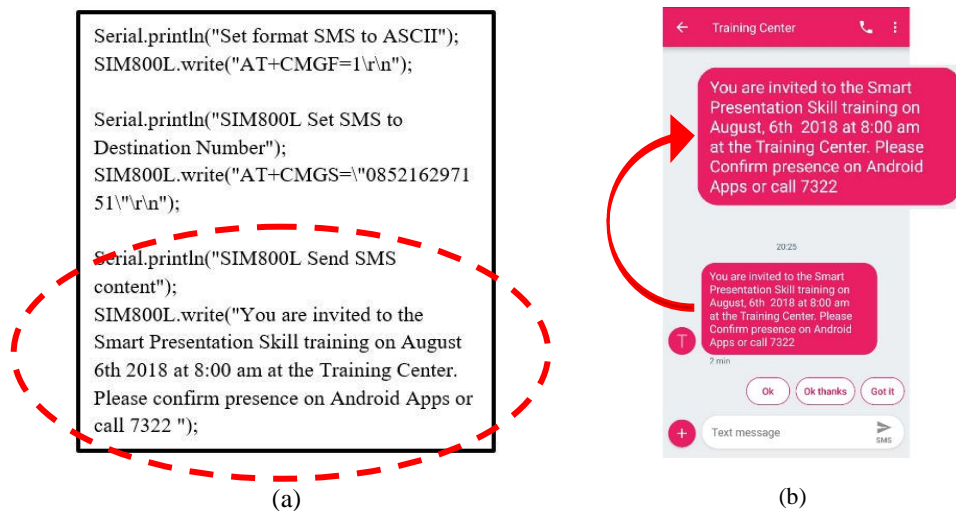 Serial.println("Set format SMS to ASCII");
SIM800L.write("AT+CMGF=1\r\n");
Serial.println("SIM800L Set SMS to
Destination Number");
SIM800L.write("AT+CMGS=\"0852162971
51\"\r\n");
Serial.println("SIM800L Send SMS
content");
SIM800L.write("You are invited to the
Smart Presentation Skill training on August
6th 2018 at 8:00 am at the Training Center.
Please confirm presence on Android Apps or
call 7322 ");
(a)
Training Center
You are invited to the Smart
Presentation Skill training on
August, 6th  2018 at 8:00 am
at the Training Center. Please
Confirm presence on Android
Apps or call 7322
20:25
You are invited to the Smart
Presentation Skill training on
August, 6th  2018 at 8:00 am
at the Training Center. Please
Confirm presence on Android
Apps or call 7322
T
2 min
Ok
Ok thanks
Got it
Text message
SMS
(b)